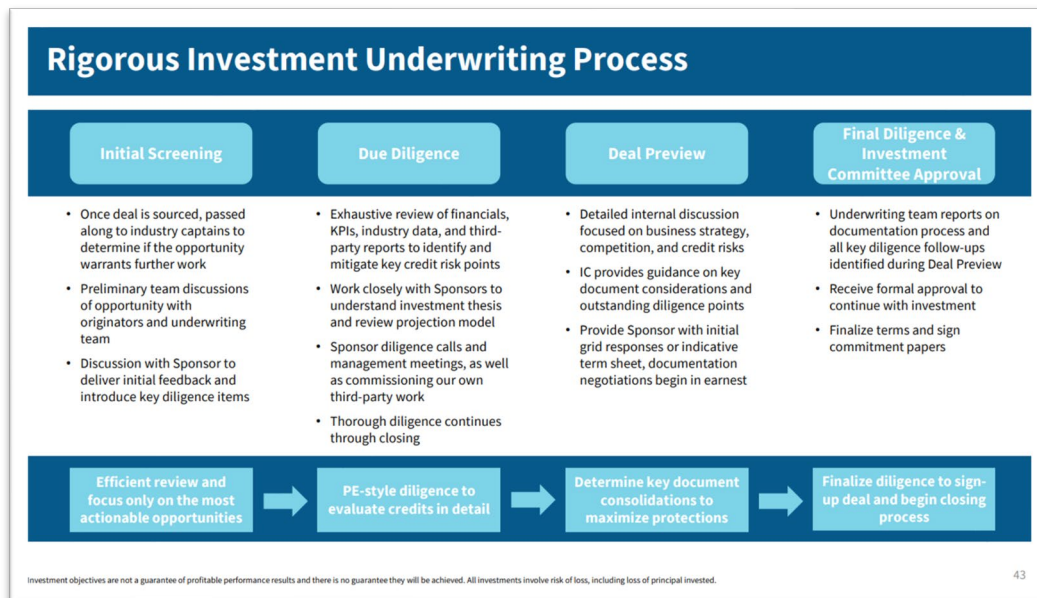 Rigorous Investment Underwriting Process
Initial Screening
• Once deal is sourced, passed
along to industry captains to
determine if the opportunity
warrants further work
• Preliminary team discussions
of opportunity with
originators and underwriting
team
• Discussion with Sponsor to
deliver initial feedback and
introduce key diligence items
Efficient review and
focus only on the most
actionable opportunities
Due Diligence
• Exhaustive review of financials,
KPIs, industry data, and third-
party reports to identify and
mitigate key credit risk points
• Work closely with Sponsors to
understand investment thesis
and review projection model
• Sponsor diligence calls and
management meetings, as well
as commissioning our own
third-party work
• Thorough diligence continues
through closing
PE-style diligence to
evaluate credits in detail
Deal Preview
• Detailed internal discussion
focused on business strategy,
competition, and credit risks
• IC provides guidance on key
document considerations and
outstanding diligence points
• Provide Sponsor with initial
grid responses or indicative
term sheet, documentation
negotiations begin in earnest
Determine key document
consolidations to
maximize protections
Final Diligence &
Investment
Committee Approval
• Underwriting team reports on
documentation process and
all key diligence follow-ups
identified during Deal Preview
• Receive formal approval to
continue with investment
• Finalize terms and sign
commitment papers
Finalize diligence to sign-
up deal and begin closing
process
Investment objectives are not a guarantee of profitable performance results and there is no guarantee they will be achieved. All investments involve risk of loss, including loss of principal invested.
43